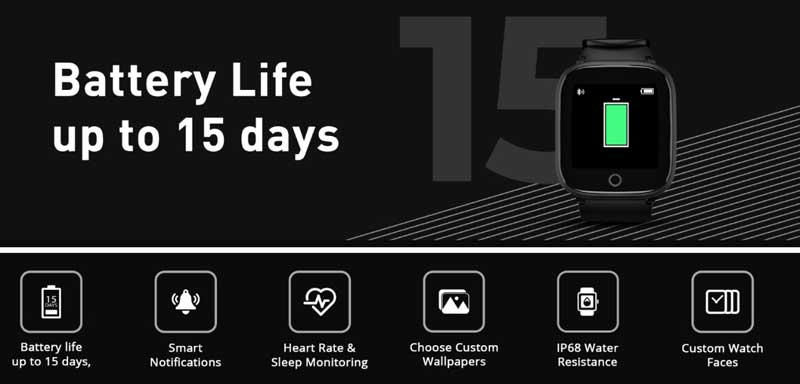 Battery Life
up to 15 days
15
15
DAYS
Battery life
up to 15 days,
Smart
Notifications
Heart Rate &
Sleep Monitoring
Choose Custom
Wallpapers
IP68 Water
Resistance
Custom Watch
Faces